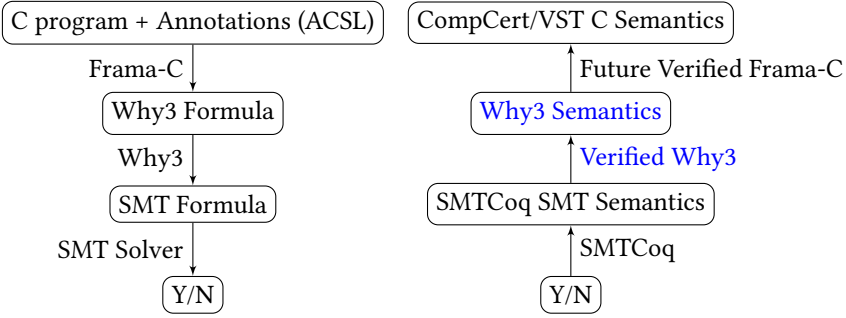 C program + Annotations (ACSL)
Frama-C
Why3 Formula
Why3
SMT Formula
SMT Solver
Y/N
CompCert/VST C Semantics
Future Verified Frama-C
Why3 Semantics
Verified Why3
SMTCoq SMT Semantics
SMTCoq
Y/N